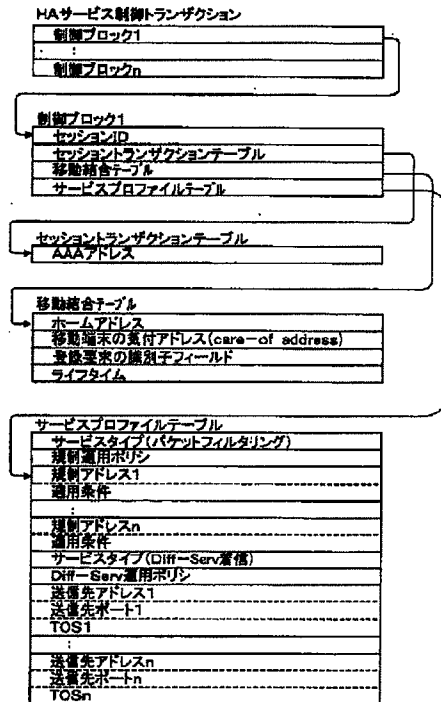 HAサービス制御トランザクション
制御ブロック1
:
制御ブロックn
制御ブロック1
セッションID
セッショントランザクションテーブル
移動結合テーブル
サービスプロファイルテーブル
セッショントランザクションテーブル
AAAアドレス
移動結合テーブル
ホームアドレス
移動端末の気付アドレス(care-of address)
登録要求の識別子フィールド
ライフタイム
サービスプロファイルテーブル
サービスタイプ(パケットフィルタリング)
規制適用ポリシ
規制アドレス1
適用条件
:
規制アドレスn
適用条件
サービスタイプ(Diff-Serv着信)
Diff-Serv運用ポリシ
送信先アドレス1
送信先ポート1
TOS1
:
送信先アドレスn
送信先ポートn
TOSn